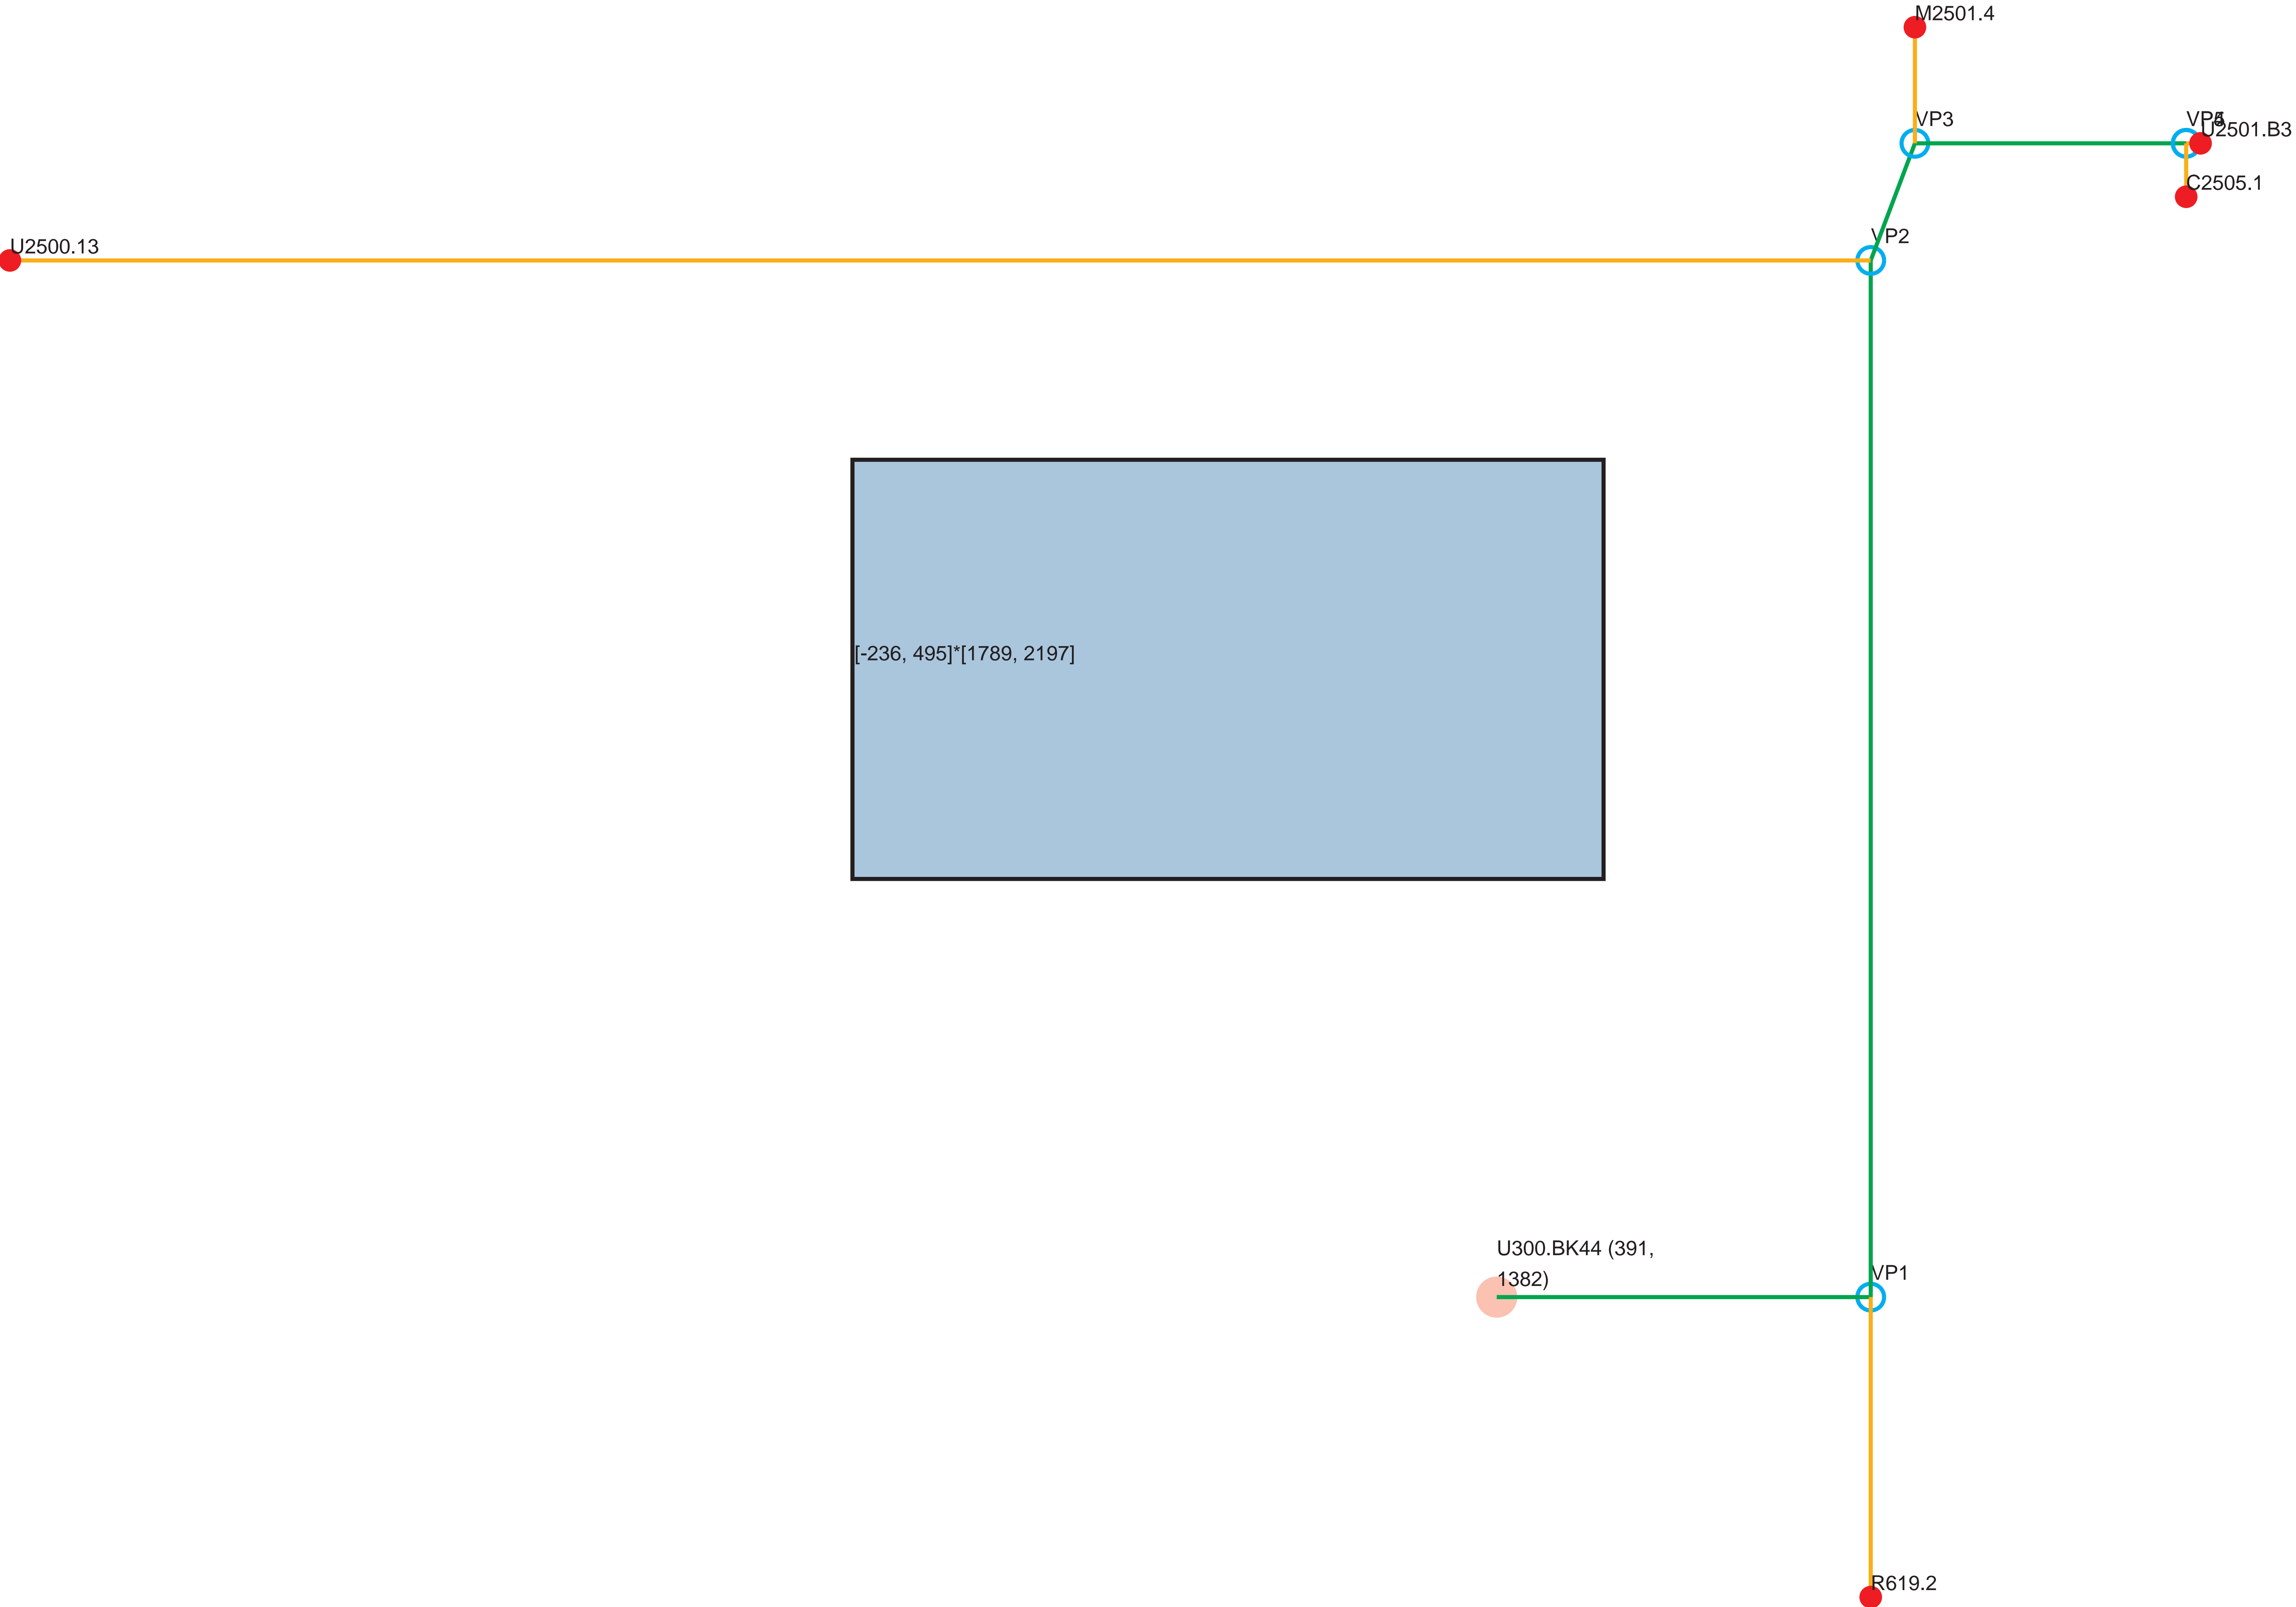 M2501.4
VP3
U2501.B3
C2505.1
VP2
U2500.13
[-236, 495]*[1789, 2197]
U300.BK44 (391,
1382)
VP1
R619.2